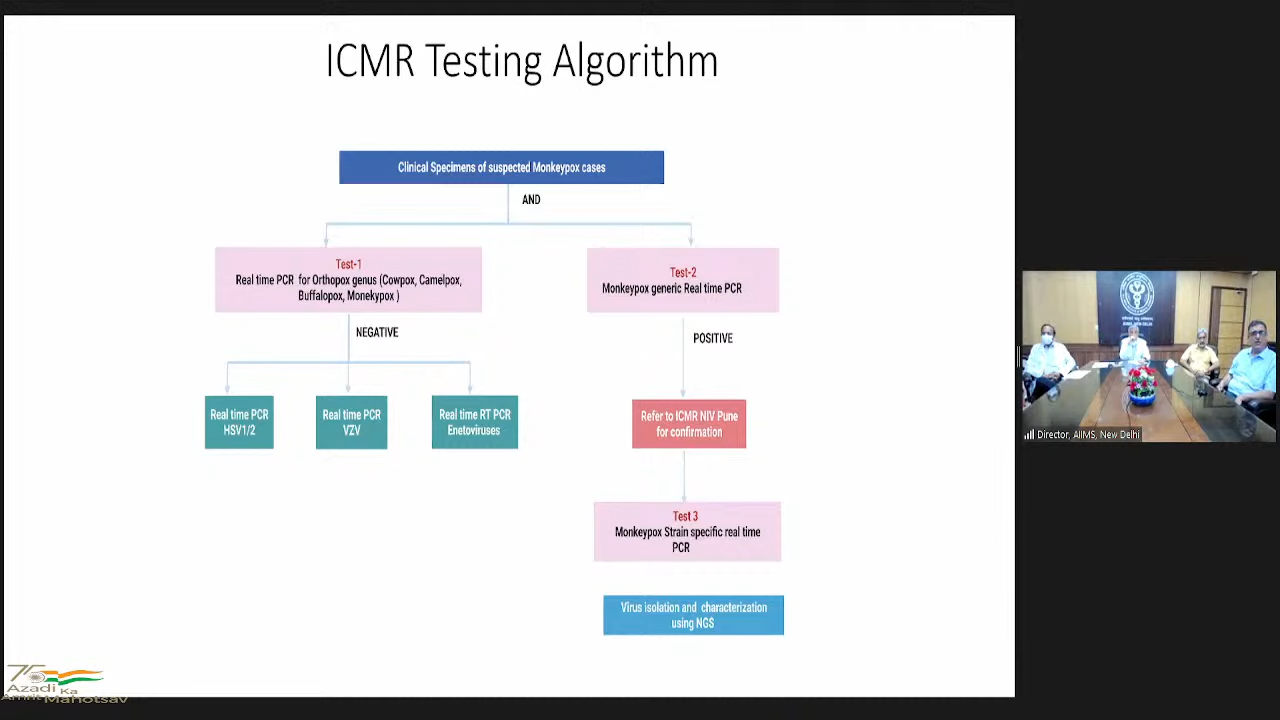 ICMR Testing Algorithm
Clinical Specimens of suspected Monkeypox cases
AND
Test-1
Real time PCR for Orthopox genus (Cowpox, Camelpox,
Buffalopox, Monekypox )
Test-2
Monkeypox generic Real time PCR
NEGATIVE
POSITIVE
Real time PCR
HSV1/2
Real time PCR
VZV
Real time RT PCR
Enetoviruses
Refer to ICMR NIV Pune
for confirmation
Test 3
Monkeypox Strain specific real time
PCR
Virus isolation and characterization
using NGS
Director, AIIMS, New Delhi
75
Azadi Ka
Amrit Mahotsav